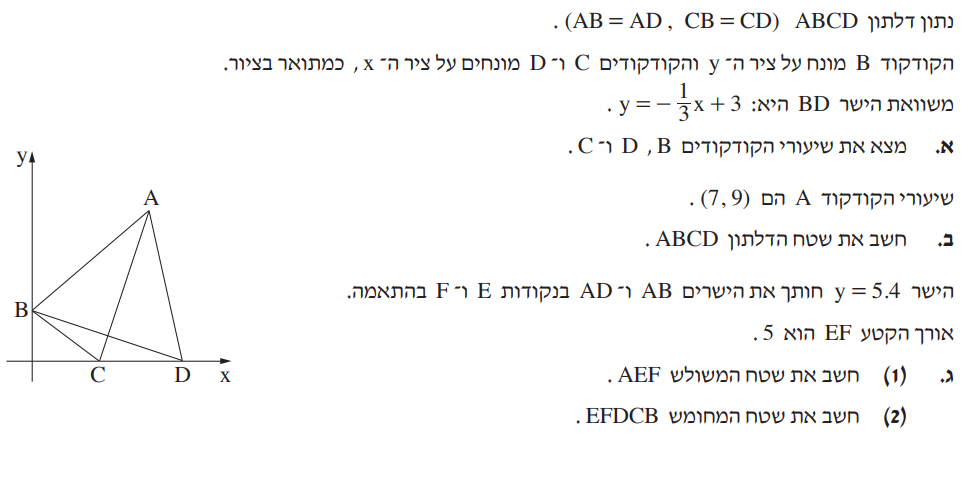 נתון דלתון ABCD (AB = AD , CB = CD) .
הקודקוד B מונח על ציר ה־ y והקודקודים C ו־ D מונחים על ציר ה־ x , כמתואר בציור.
משוואת הישר BD היא: y = −\frac{1}{3}x + 3 .
א. מצא את שיעורי הקודקודים D , B ו־ C .
שיעורי הקודקוד A הם (7, 9) .
ב. חשב את שטח הדלתון ABCD .
הישר y = 5.4 חותך את הישרים AB ו־ AD בנקודות E ו־ F בהתאמה.
אורך הקטע EF הוא 5 .
ג. (1) חשב את שטח המשולש AEF .
(2) חשב את שטח המחומש EFDCB .
y
A
B
C
D
x